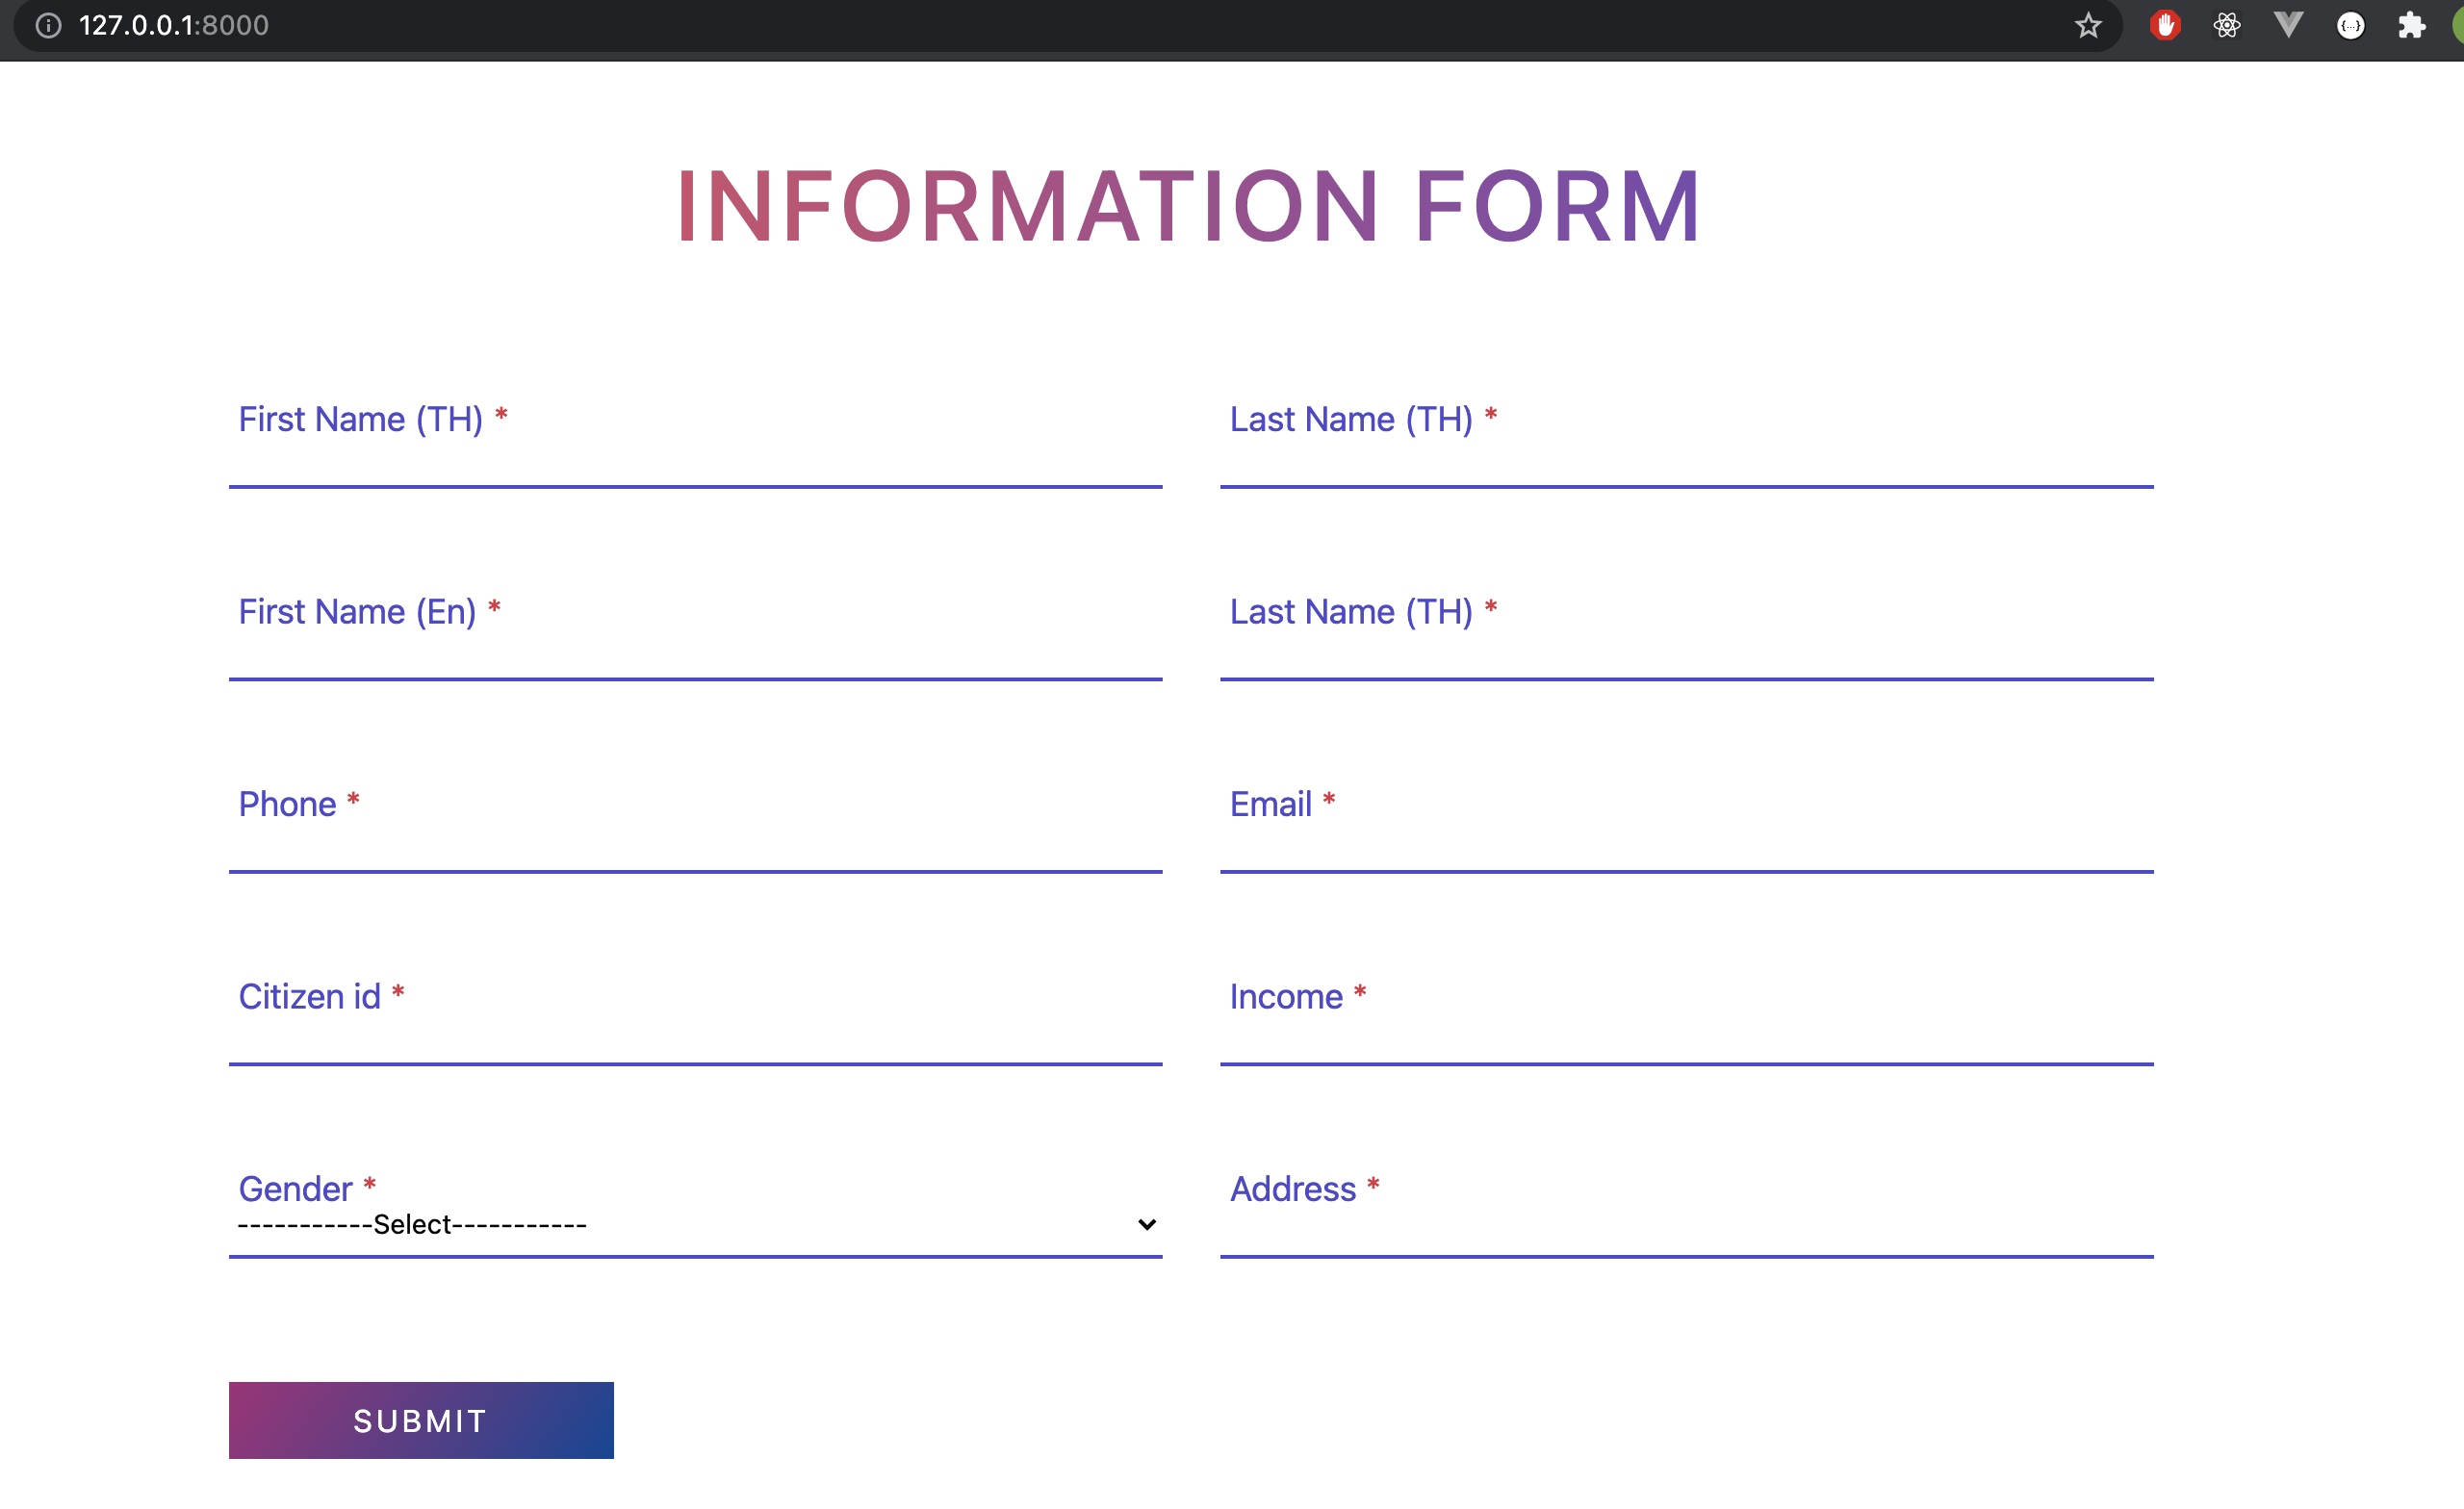 127.0.0.1:8000
INFORMATION FORM
First Name (TH) *
Last Name (TH) *
First Name (En) *
Last Name (TH) *
Phone *
Email *
Citizen id *
Income *
Gender *
-----------Select-----------
Address *
SUBMIT